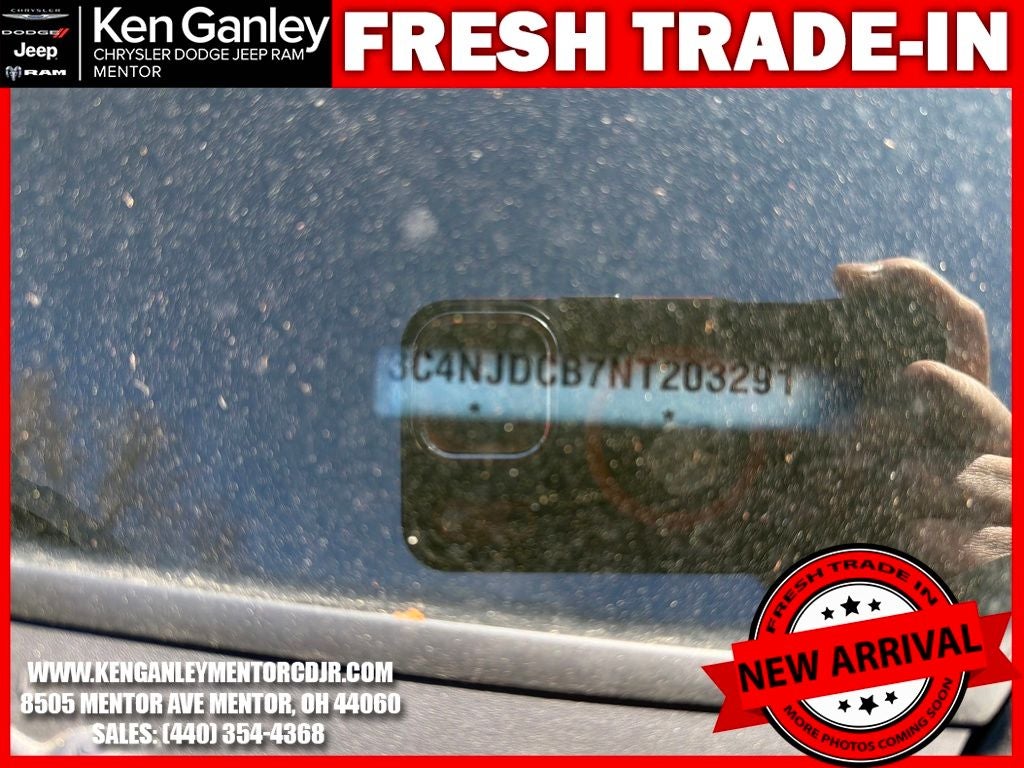 CHRYSLER
DODGE
Jeep
RAM
Ken Ganley
CHRYSLER DODGE JEEP RAM
MENTOR
FRESH TRADE-IN
3C4NJDCB7NT203291
FRESH TRADE IN
NEW ARRIVAL
MORE PHOTOS COMING SOON
WWW.KENGANLEYMENTORCDJR.COM
8505 MENTOR AVE MENTOR, OH 44060
SALES: (440) 354-4368